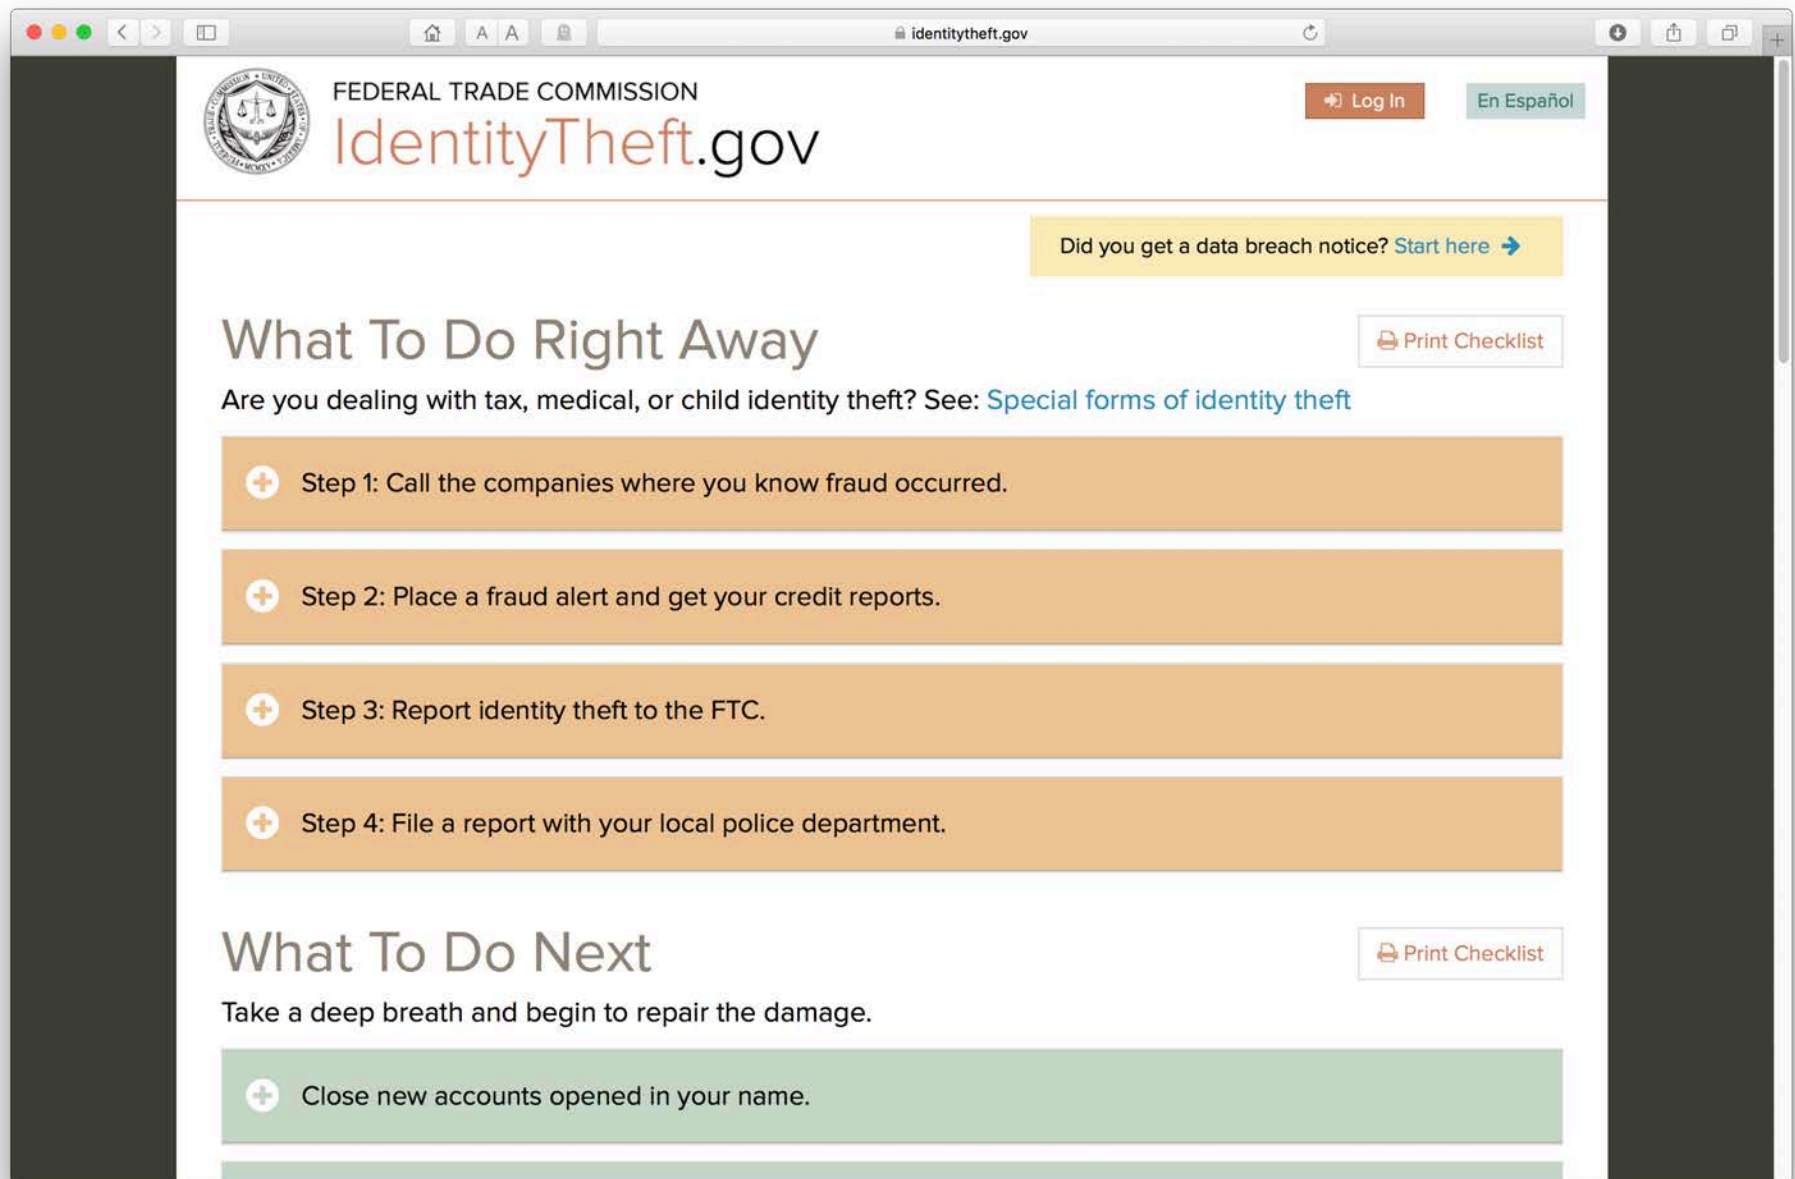 A A
identitytheft.gov
FEDERAL TRADE COMMISSION
IdentityTheft.gov
Log In
En Español
Did you get a data breach notice? Start here
What To Do Right Away
Print Checklist
Are you dealing with tax, medical, or child identity theft? See: Special forms of identity theft
Step 1: Call the companies where you know fraud occurred.
Step 2: Place a fraud alert and get your credit reports.
Step 3: Report identity theft to the FTC.
Step 4: File a report with your local police department.
What To Do Next
Print Checklist
Take a deep breath and begin to repair the damage.
Close new accounts opened in your name.